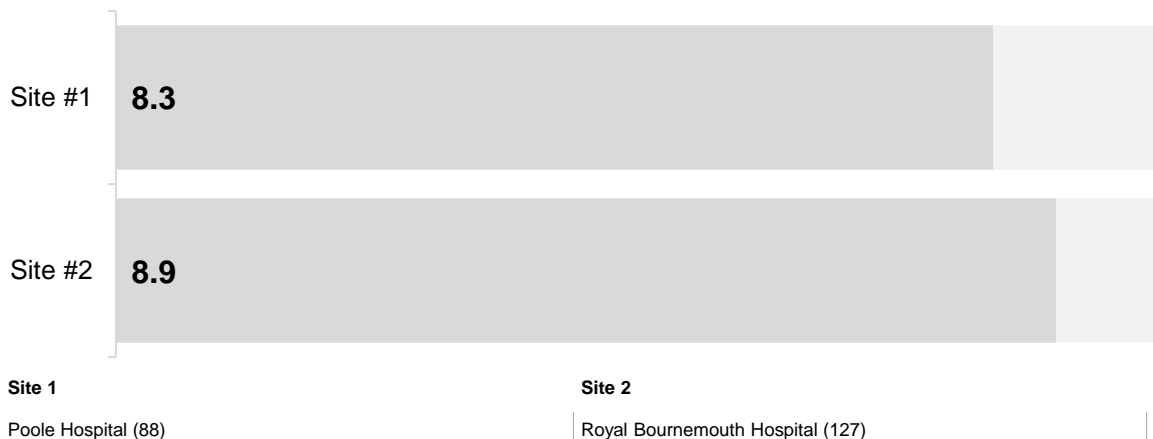 Site #1 8.3
Site #2 8.9
Site 1 Site 2
Poole Hospital (88) Royal Bournemouth Hospital (127)